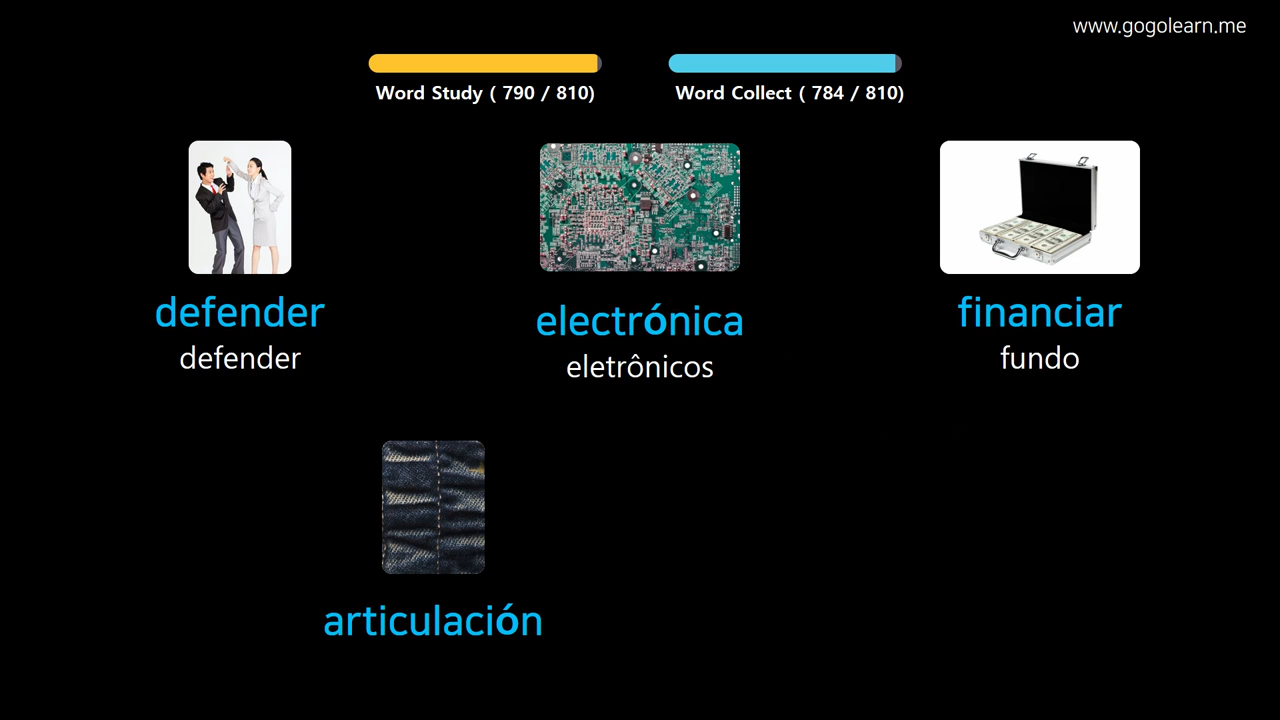 www.gogolearn.me
Word Study ( 790 / 810)
Word Collect ( 784 / 810)
defender
defender
electrónica
eletrônicos
financiar
fundo
articulación